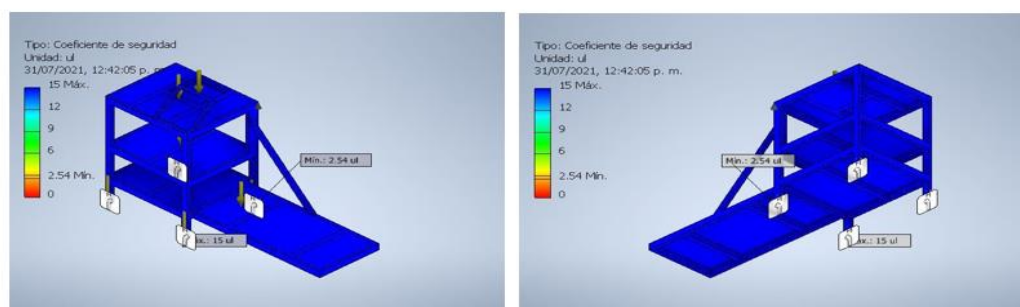 Tipo: Coeficiente de seguridad
Unidad: ul
31/07/2021, 12:42:05 p. m.
15 Máx.
12
9
6
2.54 Mín.
0
Mín.: 2.54 ul
15 ul
Tipo: Coeficiente de seguridad
Unidad: ul
31/07/2021, 12:42:05 p. m.
15 Máx.
12
9
6
2.54 Mín.
0
Mín.: 2.54 ul
15 ul